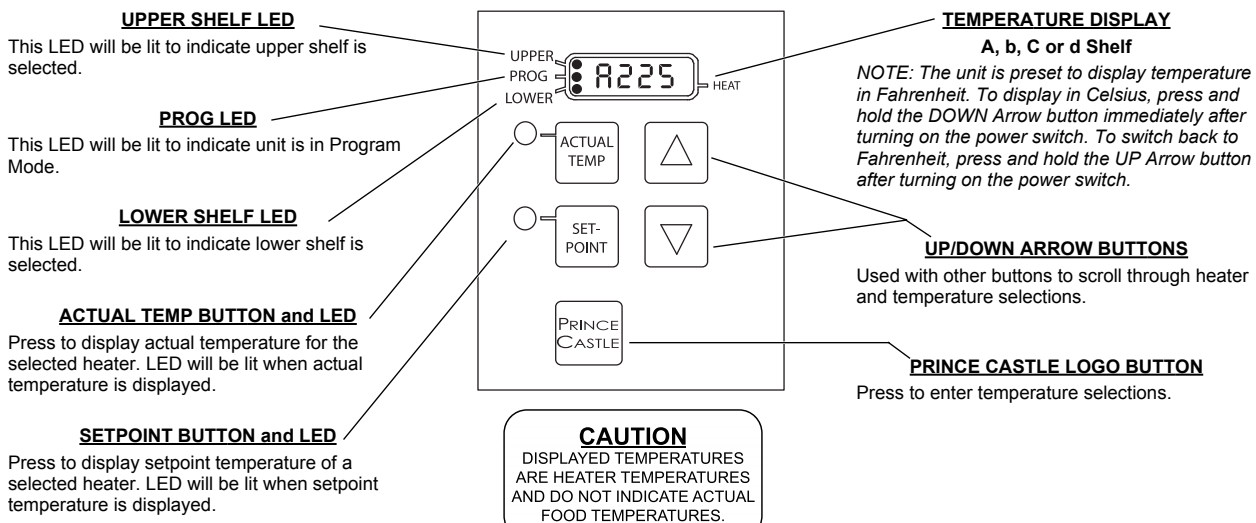 UPPER SHELF LED
This LED will be lit to indicate upper shelf is
selected.
PROG LED
This LED will be lit to indicate unit is in Program
Mode.
LOWER SHELF LED
This LED will be lit to indicate lower shelf is
selected.
ACTUAL TEMP BUTTON and LED
Press to display actual temperature for the
selected heater. LED will be lit when actual
temperature is displayed.
SETPOINT BUTTON and LED
Press to display setpoint temperature of a
selected heater. LED will be lit when setpoint
temperature is displayed.
UPPER
PROG
LOWER
A225
HEAT
ACTUAL
TEMP
SET-
POINT
PRINCE
CASTLE
CAUTION
DISPLAYED TEMPERATURES
ARE HEATER TEMPERATURES
AND DO NOT INDICATE ACTUAL
FOOD TEMPERATURES.
TEMPERATURE DISPLAY
A, b, C or d Shelf
NOTE: The unit is preset to display temperature
in Fahrenheit. To display in Celsius, press and
hold the DOWN Arrow button immediately after
turning on the power switch. To switch back to
Fahrenheit, press and hold the UP Arrow button
after turning on the power switch.
UP/DOWN ARROW BUTTONS
Used with other buttons to scroll through heater
and temperature selections.
PRINCE CASTLE LOGO BUTTON
Press to enter temperature selections.